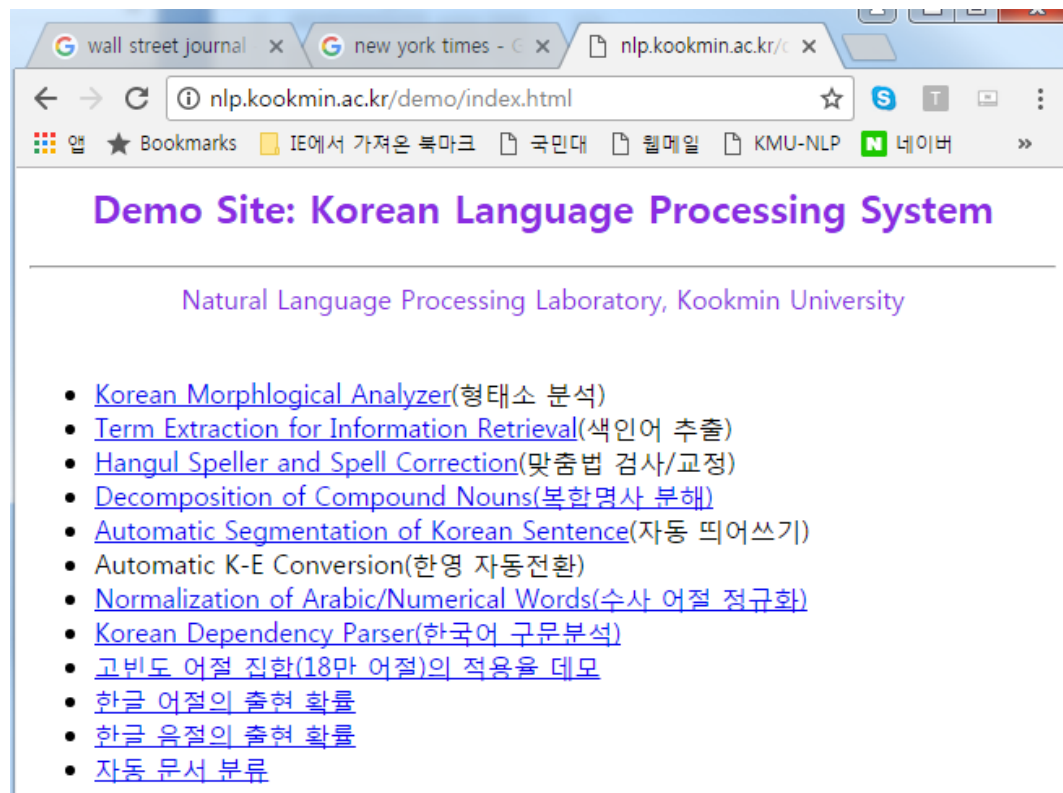 wall street journal
new york times - G
nlp.kookmin.ac.kr/d
nlp.kookmin.ac.kr/demo/index.html
앱 Bookmarks IE에서 가져온 북마크 국민대 웹메일 KMU-NLP 네이버 »
Demo Site: Korean Language Processing System
Natural Language Processing Laboratory, Kookmin University
Korean Morphlogical Analyzer(형태소 분석)
Term Extraction for Information Retrieval(색인어 추출)
Hangul Speller and Spell Correction(맞춤법 검사/교정)
Decomposition of Compound Nouns(복합명사 분해)
Automatic Segmentation of Korean Sentence(자동 띄어쓰기)
Automatic K-E Conversion(한영 자동전환)
Normalization of Arabic/Numerical Words(수사 어절 정규화)
Korean Dependency Parser(한국어 구문분석)
고빈도 어절 집합(18만 어절)의 적용율 데모
한글 어절의 출현 확률
한글 음절의 출현 확률
자동 문서 분류